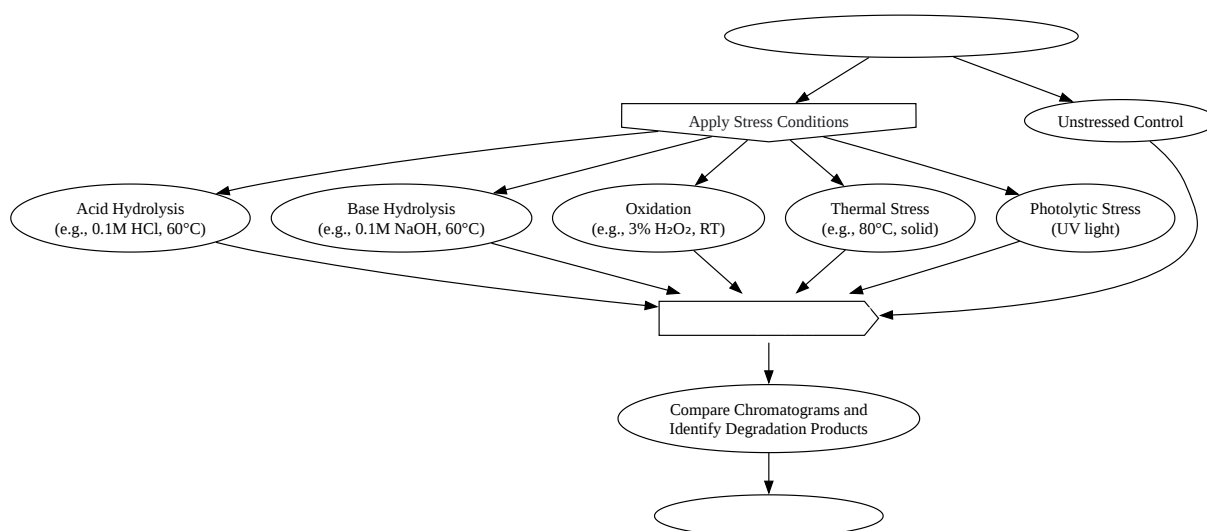 Apply Stress Conditions
Unstressed Control
Acid Hydrolysis
(e.g., 0.1M HCl, 60°C)
Base Hydrolysis
(e.g., 0.1M NaOH, 60°C)
Oxidation
(e.g., 3% H₂O₂, RT)
Thermal Stress
(e.g., 80°C, solid)
Photolytic Stress
(UV light)
Compare Chromatograms and
Identify Degradation Products